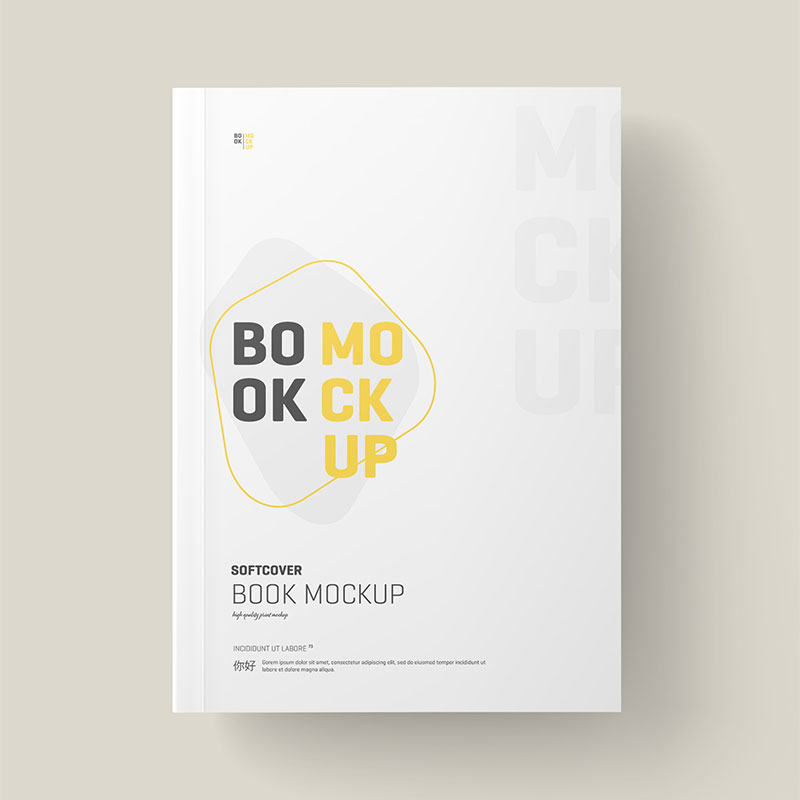 BO MO
OK CK
UP
MO
CK
UP
BO MO
OK CK
UP
SOFTCOVER
BOOK MOCKUP
high quality print mockup
INCIDIDUNT UT LABORE 73
你好 Gorem ipsum dolor sit amet, consectetur adipiscing elit, sed do eiusmod tempor incididunt ut
labore et dolore magna aliqua.